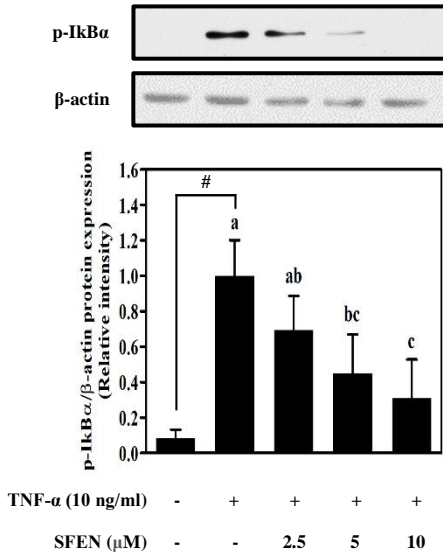 p-IkBα
β-actin
p-IkBα/β-actin protein expression
(Relative intensity)
1.6
1.4
1.2
1.0
0.8
0.6
0.4
0.2
0.0
#
a
ab
bc
c
TNF-α (10 ng/ml) - + + + +
SFEN (μM) - - 2.5 5 10